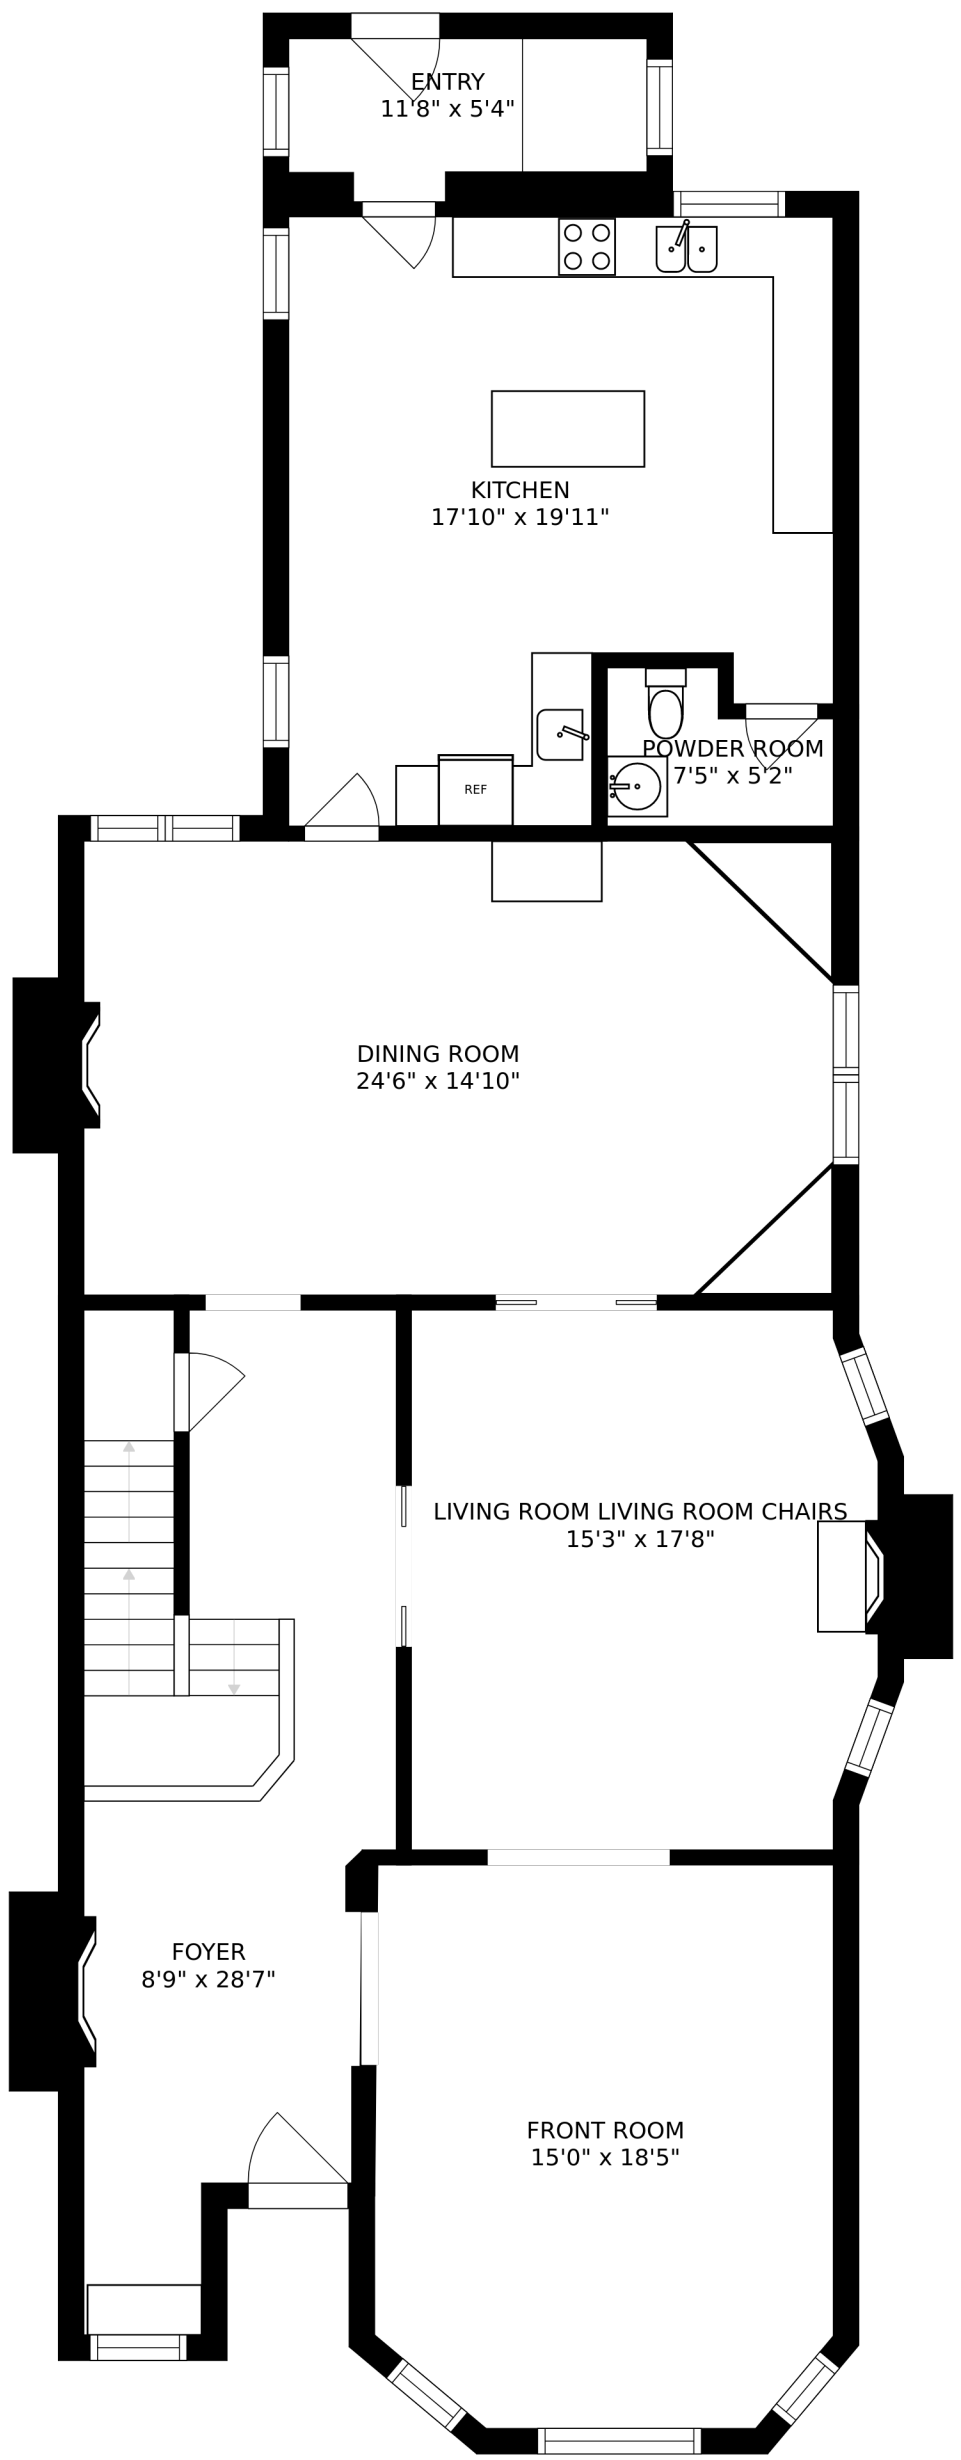 ENTRY
11'8" x 5'4"
KITCHEN
17'10" x 19'11"
POWDER ROOM
7'5" x 5'2"
REF
DINING ROOM
24'6" x 14'10"
LIVING ROOM LIVING ROOM CHAIRS
15'3" x 17'8"
FOYER
8'9" x 28'7"
FRONT ROOM
15'0" x 18'5"